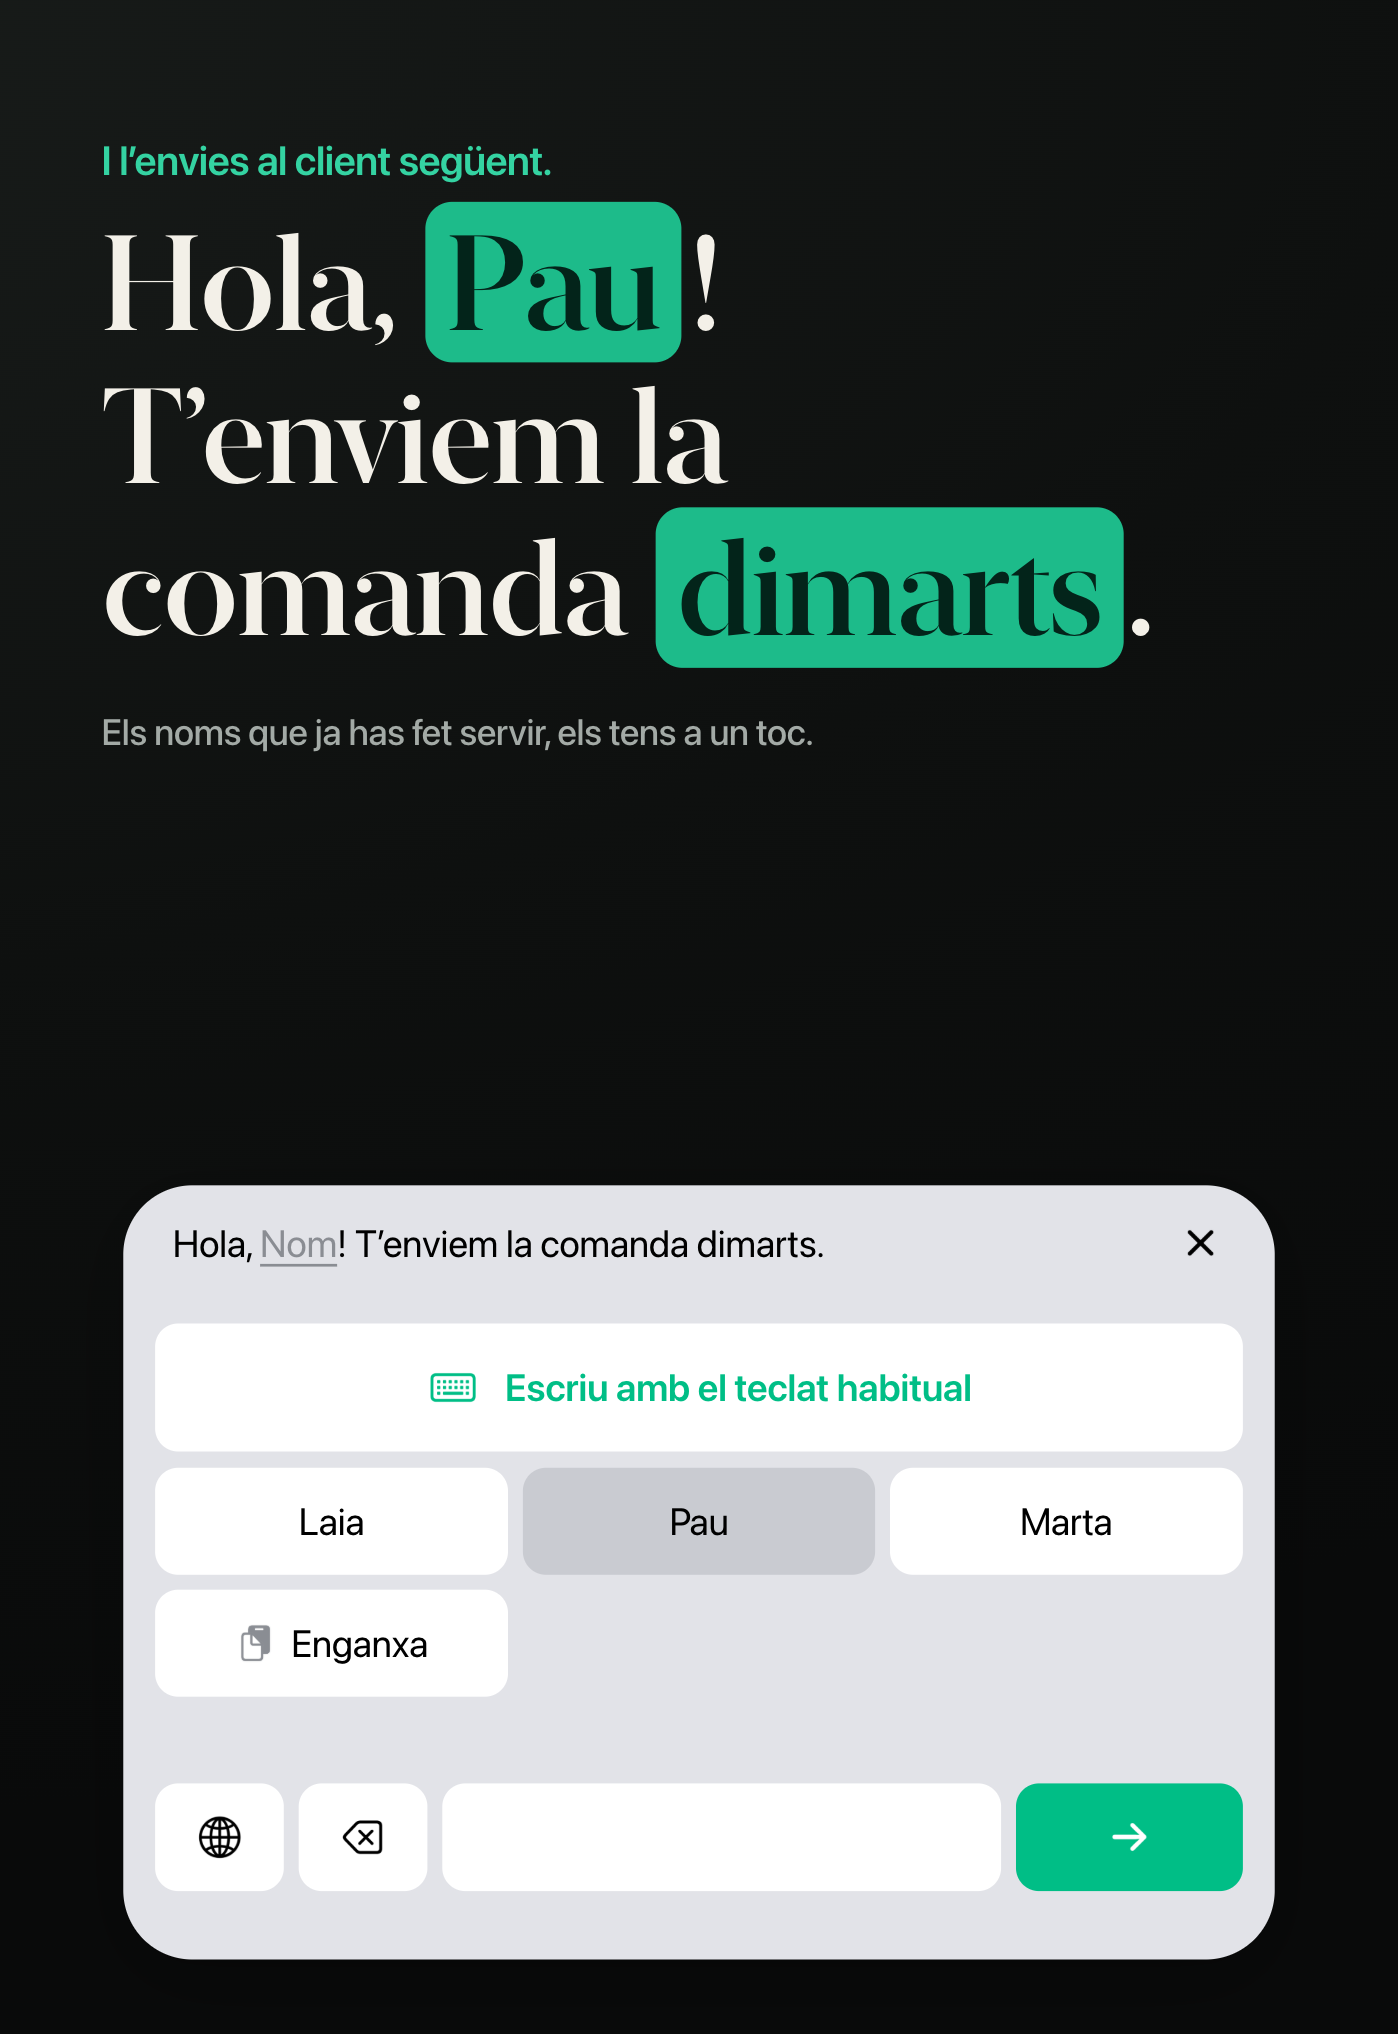 I l’envies al client següent.
Hola, Pau!
T’enviem la
comanda dimarts.
Els noms que ja has fet servir, els tens a un toc.
Hola, Nom! T’enviem la comanda dimarts.
Escriu amb el teclat habitual
Laia
Pau
Marta
Enganxa